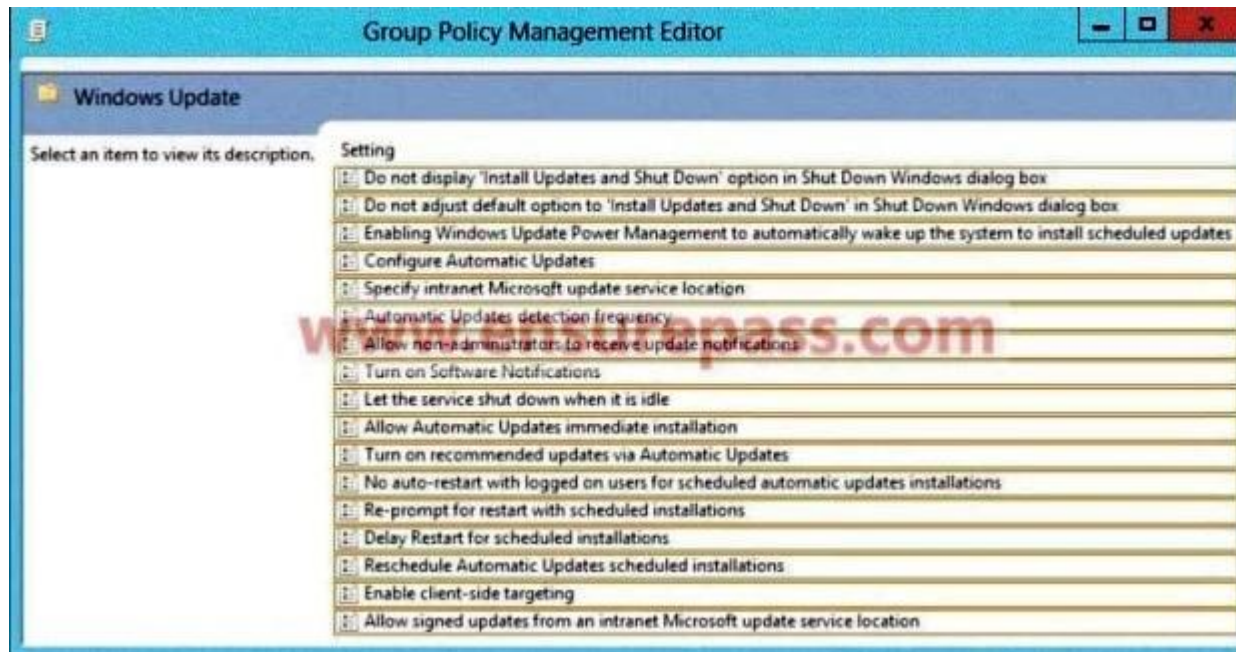 Group Policy Management Editor
Windows Update
Select an item to view its description.
Setting
Do not display 'Install Updates and Shut Down' option in Shut Down Windows dialog box
Do not adjust default option to 'Install Updates and Shut Down' in Shut Down Windows dialog box
Enabling Windows Update Power Management to automatically wake up the system to install scheduled updates
Configure Automatic Updates
Specify intranet Microsoft update service location
Automatic Updates detection frequency
www.ensurepass.com
Allow non-administrators to receive update notifications
Turn on Software Notifications
Let the service shut down when it is idle
Allow Automatic Updates immediate installation
Turn on recommended updates via Automatic Updates
No auto-restart with logged on users for scheduled automatic updates installations
Re-prompt for restart with scheduled installations
Delay Restart for scheduled installations
Reschedule Automatic Updates scheduled installations
Enable client-side targeting
Allow signed updates from an intranet Microsoft update service location